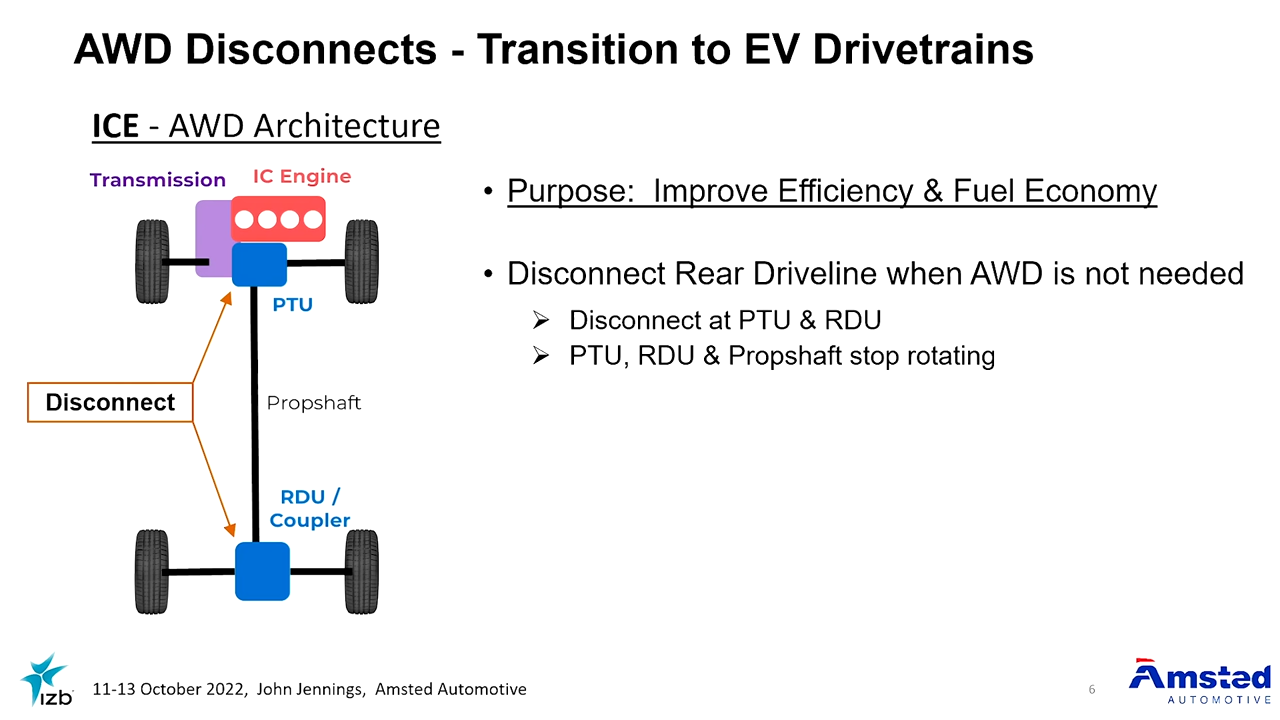 AWD Disconnects - Transition to EV Drivetrains
ICE - AWD Architecture
Transmission
IC Engine
PTU
Disconnect
Propshaft
RDU /
Coupler
• Purpose: Improve Efficiency & Fuel Economy
• Disconnect Rear Driveline when AWD is not needed
➢ Disconnect at PTU & RDU
➢ PTU, RDU & Propshaft stop rotating
izb
11-13 October 2022, John Jennings, Amsted Automotive
6
Amsted
AUTOMOTIVE